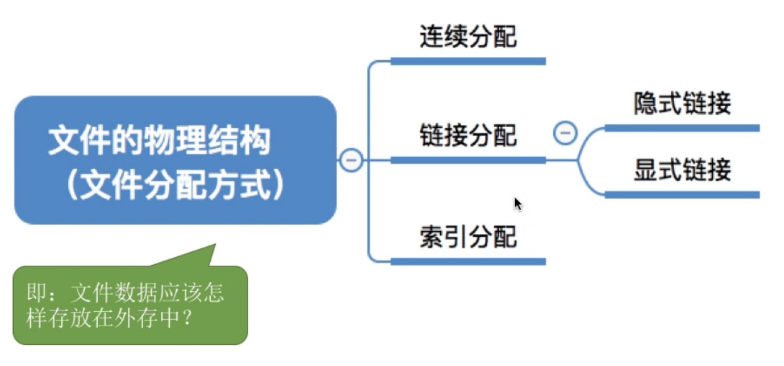 文件的物理结构
（文件分配方式）
连续分配
链接分配
隐式链接
显式链接
索引分配
即：文件数据应该怎
样存放在外存中？